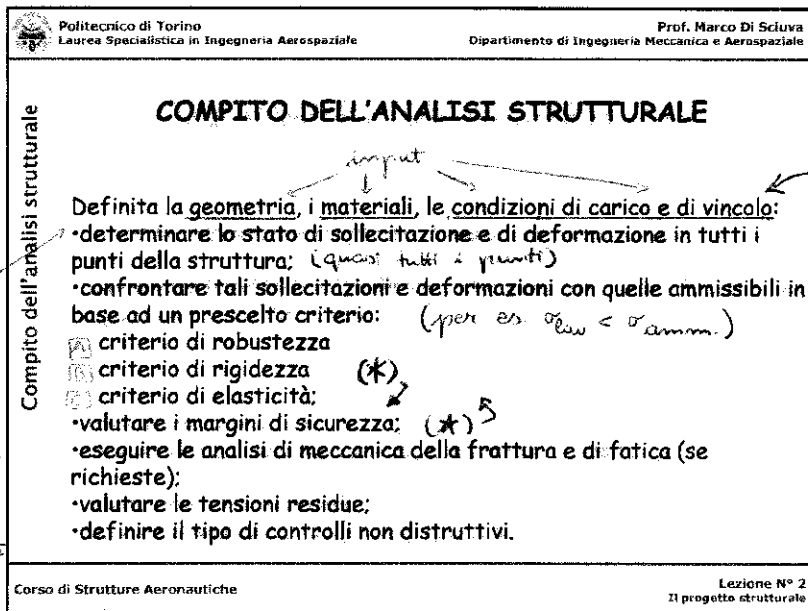 Politecnico di Torino
Laurea Specialistica in Ingegneria Aerospaziale
Prof. Marco Di Sciuva
Dipartimento di Ingegneria Meccanica e Aerospaziale
Compito dell'analisi strutturale
COMPITO DELL'ANALISI STRUTTURALE
input
Definita la geometria, i materiali, le condizioni di carico e di vincolo:
•determinare lo stato di sollecitazione e di deformazione in tutti i
punti della struttura; (quasi tutti i punti)
•confrontare tali sollecitazioni e deformazioni con quelle ammissibili in
base ad un prescelto criterio: (per es σlav < σamm.)
criterio di robustezza
criterio di rigidezza (*)
criterio di elasticità;
•valutare i margini di sicurezza; (*)
•eseguire le analisi di meccanica della frattura e di fatica (se
richieste);
•valutare le tensioni residue;
•definire il tipo di controlli non distruttivi.
Corso di Strutture Aeronautiche
Lezione N° 2
Il progetto strutturale